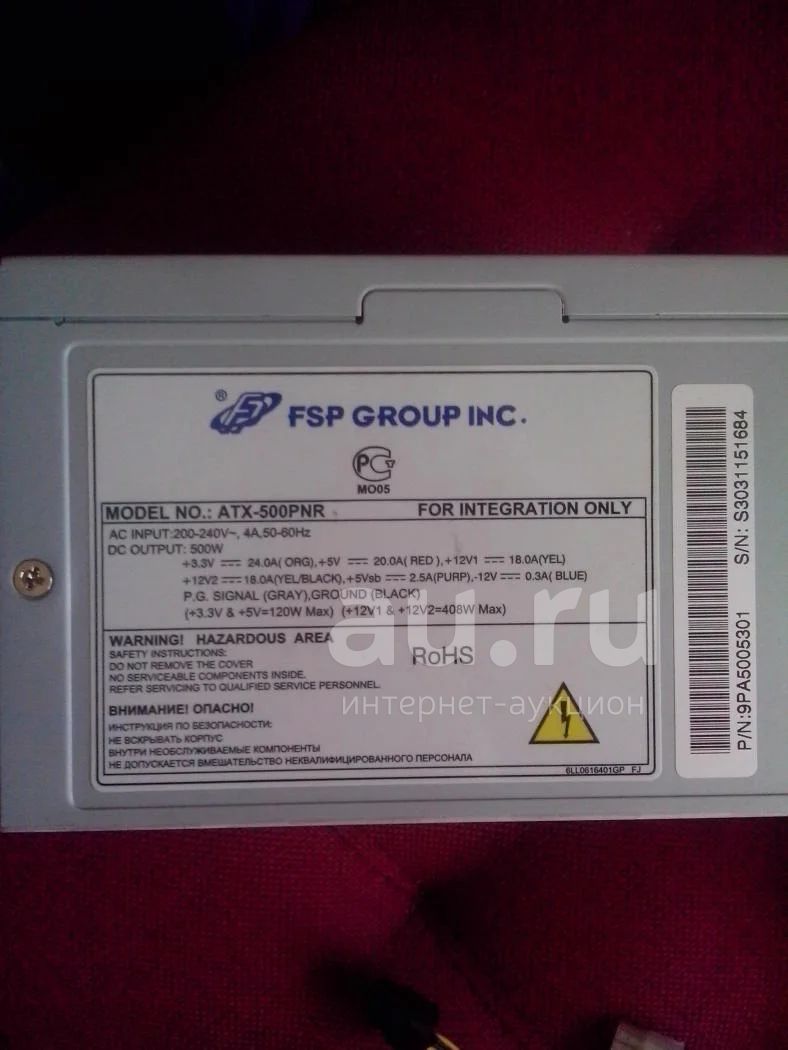 ® FSP GROUP INC.
PCT
MO05
MODEL NO.: ATX-500PNR FOR INTEGRATION ONLY
AC INPUT:200-240V~, 4A,50-60Hz
DC OUTPUT: 500W
+3.3V ⎓ 24.0A( ORG),+5V ⎓ 20.0A( RED ),+12V1 ⎓ 18.0A(YEL)
+12V2 ⎓ 18.0A(YEL/BLACK),+5Vsb ⎓ 2.5A(PURP),-12V ⎓ 0.3A( BLUE)
P.G. SIGNAL (GRAY),GROUND (BLACK)
(+3.3V & +5V=120W Max) (+12V1 & +12V2=408W Max)
WARNING! HAZARDOUS AREA
SAFETY INSTRUCTIONS:
DO NOT REMOVE THE COVER
NO SERVICEABLE COMPONENTS INSIDE.
REFER SERVICING TO QUALIFIED SERVICE PERSONNEL.
RoHS
ВНИМАНИЕ! ОПАСНО!
ИНСТРУКЦИЯ ПО БЕЗОПАСНОСТИ:
НЕ ВСКРЫВАТЬ КОРПУС
ВНУТРИ НЕОБСЛУЖИВАЕМЫЕ КОМПОНЕНТЫ
НЕ ДОПУСКАЕТСЯ ВМЕШАТЕЛЬСТВО НЕКВАЛИФИЦИРОВАННОГО ПЕРСОНАЛА
6LL0616401GP FJ
P/N:9PA5005301 S/N: S3031151684
au.ru
интернет-аукцион